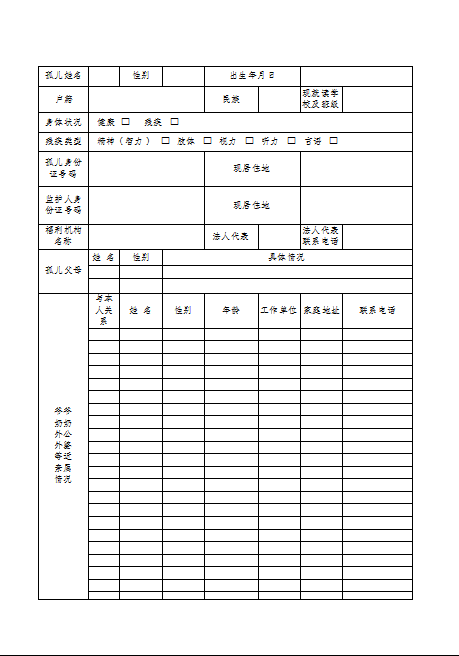 孤儿姓名 性别 出生年月日
户籍 民族 现就读学校及班级
身体状况 健康 □ 残疾 □
残疾类型 精神（智力） □ 肢体 □ 视力 □ 听力 □ 言语 □
孤儿身份证号码 现居住地
监护人身份证号码 现居住地
福利机构名称 法人代表 法人代表联系电话
孤儿父母 姓 名 性别 具体情况
与本人关系 姓 名 性别 年份 工作单位 家庭地址 联系电话
爷爷
奶奶
外公
外婆
等近
亲属
情况